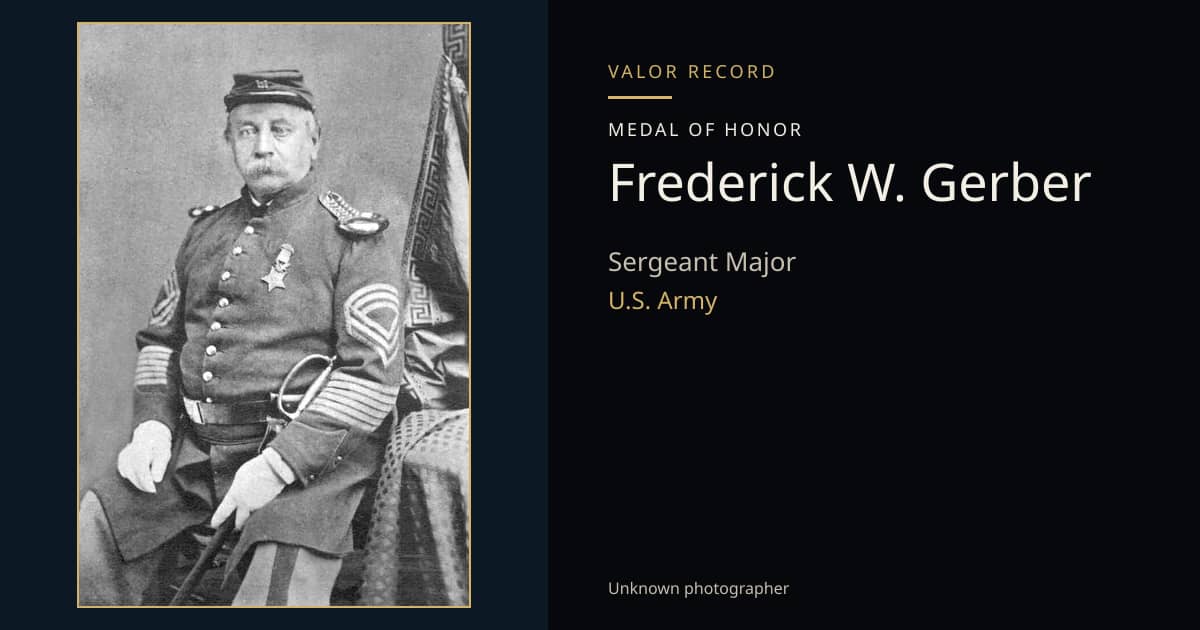 VALOR RECORD
MEDAL OF HONOR
Frederick W. Gerber
Sergeant Major
U.S. Army
Unknown photographer